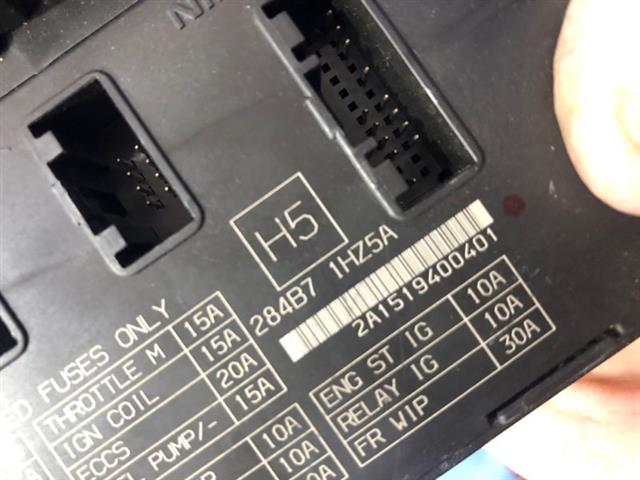 H5
284B7 1HZ5A
2A1519400401
FUSES ONLY
THROTTLE M 15A
IGN COIL 15A
ECCS 20A
PUMP/- 15A
10A
10A
ENG ST IG 10A
RELAY IG 10A
FR WIP 30A